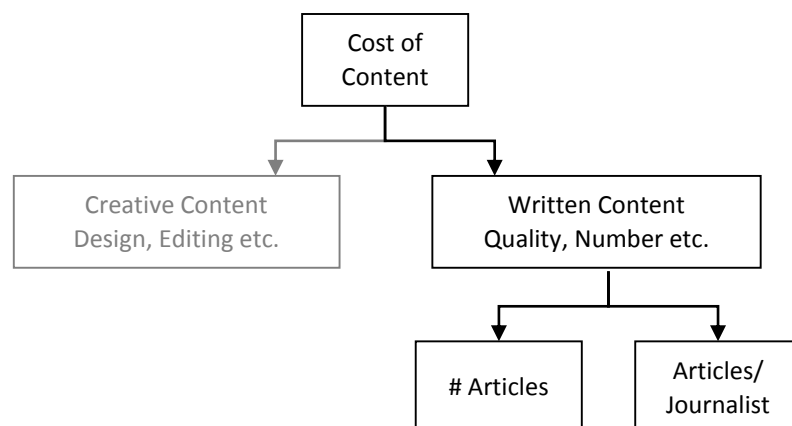 Cost of
Content
Creative Content
Design, Editing etc.
Written Content
Quality, Number etc.
# Articles
Articles/
Journalist